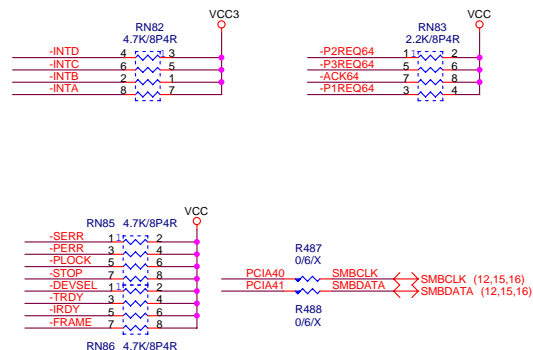 RN82 VCC3
4.7K/8P4R
-INTD 4 1 3
-INTC 6 5
-INTB 2 1
-INTA 8 7
RN83 VCC
2.2K/8P4R
-P2REQ64 1 1 2
-P3REQ64 5 6
-ACK64 7 8
-P1REQ64 3 4
VCC
RN85 4.7K/8P4R
-SERR 1 1 2
-PERR 3 4
-PLOCK 5 6
-STOP 7 8
-DEVSEL 1 1 2
-TRDY 3 4
-IRDY 5 6
-FRAME 7 8
RN86 4.7K/8P4R
R487
0/6/X
PCIA40 SMBCLK SMBCLK (12,15,16)
PCIA41 SMBDATA SMBDATA (12,15,16)
R488
0/6/X